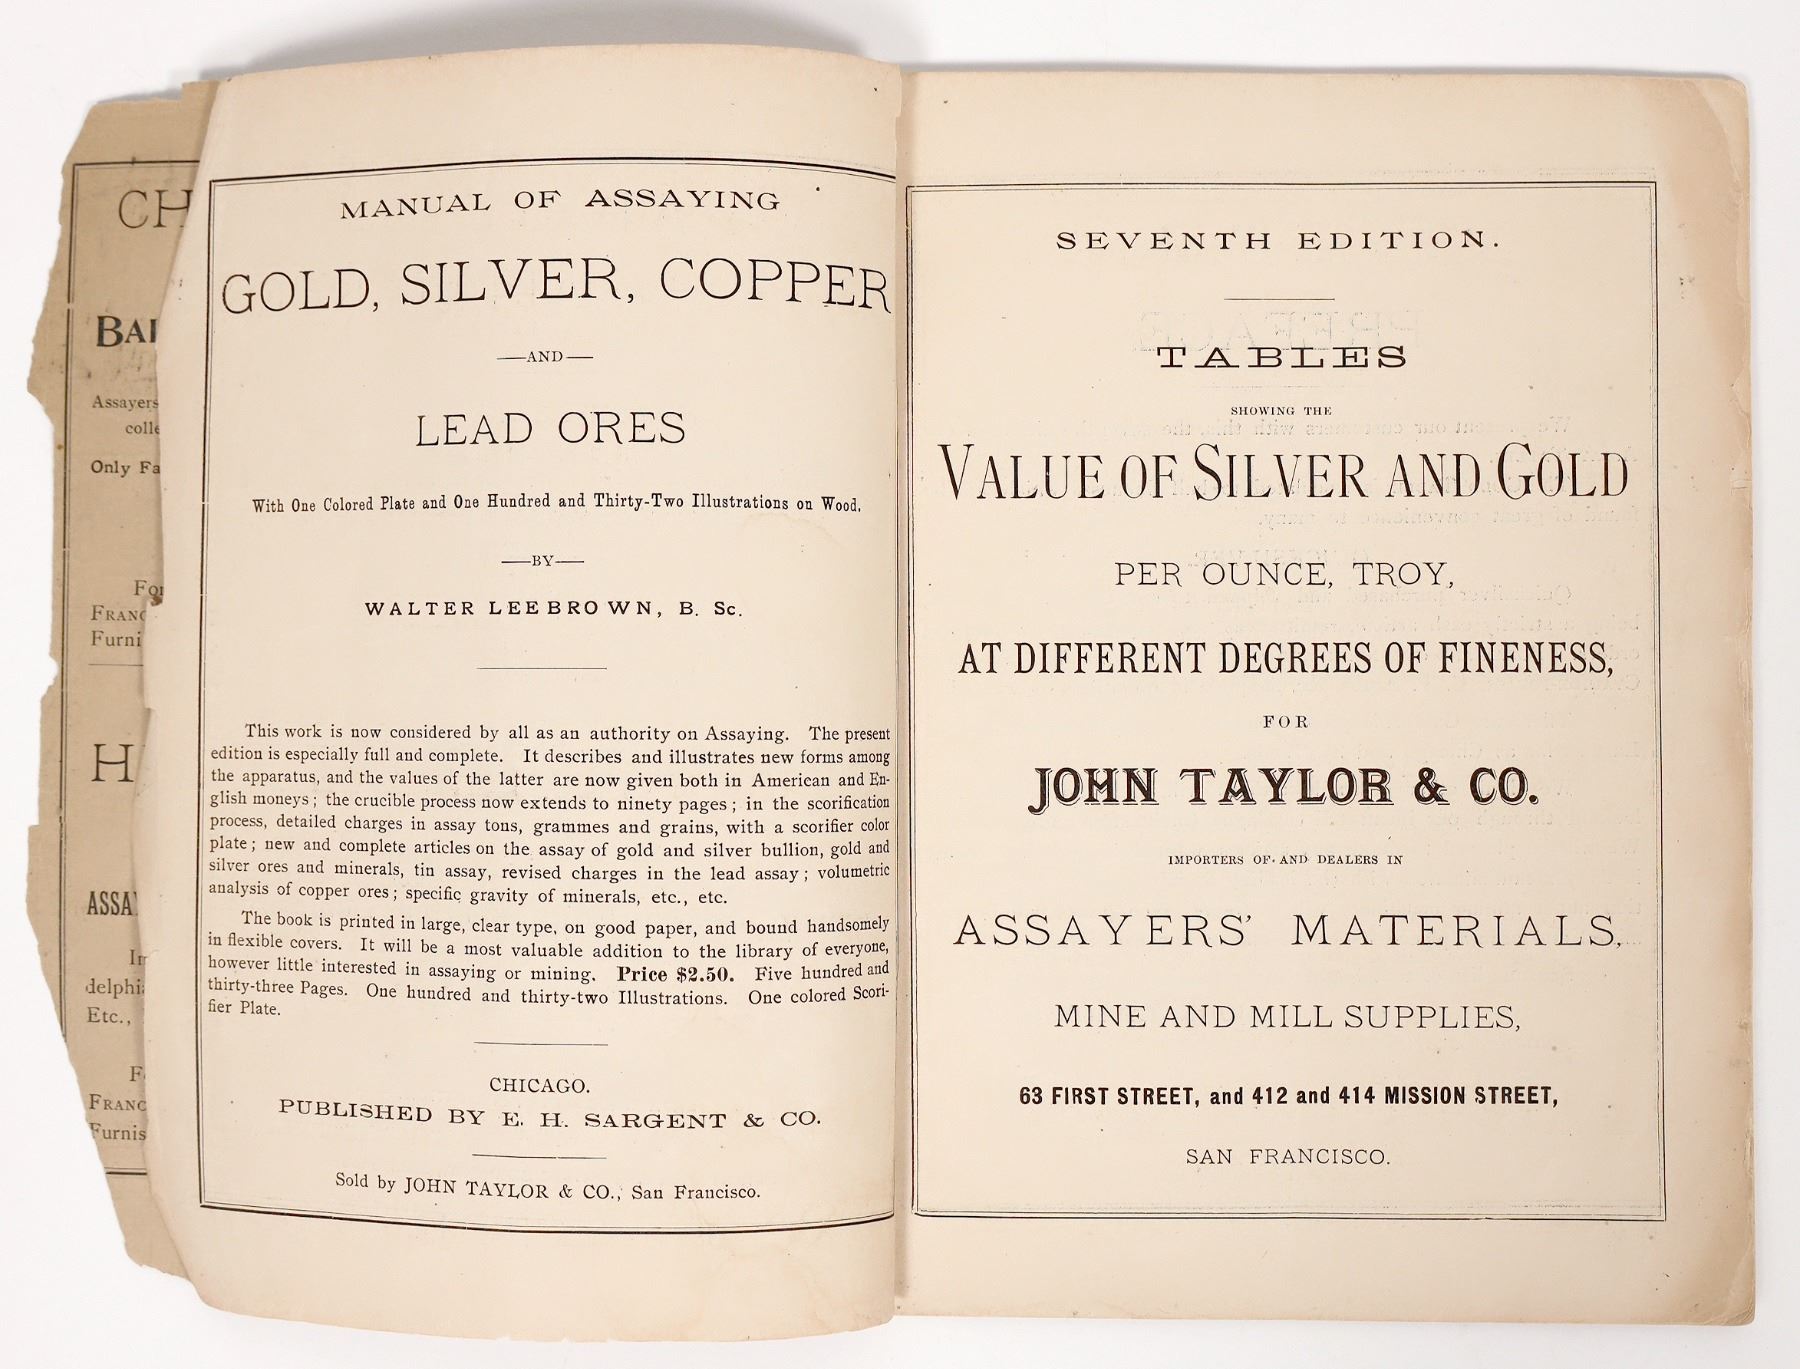 CH
BAI
Assayers
colle
Only Fa
For
FRANC
Furni
H
ASSA
In
delphi
Etc.,
F
FRANC
Furnis
MANUAL OF ASSAYING
GOLD, SILVER, COPPER
—AND—
LEAD ORES
With One Colored Plate and One Hundred and Thirty-Two Illustrations on Wood,
—BY—
WALTER LEE BROWN, B. Sc.
This work is now considered by all as an authority on Assaying. The present
edition is especially full and complete. It describes and illustrates new forms among
the apparatus, and the values of the latter are now given both in American and En-
glish moneys; the crucible process now extends to ninety pages; in the scorification
process, detailed charges in assay tons, grammes and grains, with a scorifier color
plate; new and complete articles on the assay of gold and silver bullion, gold and
silver ores and minerals, tin assay, revised charges in the lead assay; volumetric
analysis of copper ores; specific gravity of minerals, etc., etc.
The book is printed in large, clear type, on good paper, and bound handsomely
in flexible covers. It will be a most valuable addition to the library of everyone,
however little interested in assaying or mining. Price $2.50. Five hundred and
thirty-three Pages. One hundred and thirty-two Illustrations. One colored Scori-
fier Plate.
CHICAGO.
PUBLISHED BY E. H. SARGENT & CO.
Sold by JOHN TAYLOR & CO., San Francisco.
SEVENTH EDITION.
TABLES
SHOWING THE
VALUE OF SILVER AND GOLD
PER OUNCE, TROY,
AT DIFFERENT DEGREES OF FINENESS,
FOR
JOHN TAYLOR & CO.
IMPORTERS OF AND DEALERS IN
ASSAYERS' MATERIALS,
MINE AND MILL SUPPLIES,
63 FIRST STREET, and 412 and 414 MISSION STREET,
SAN FRANCISCO.